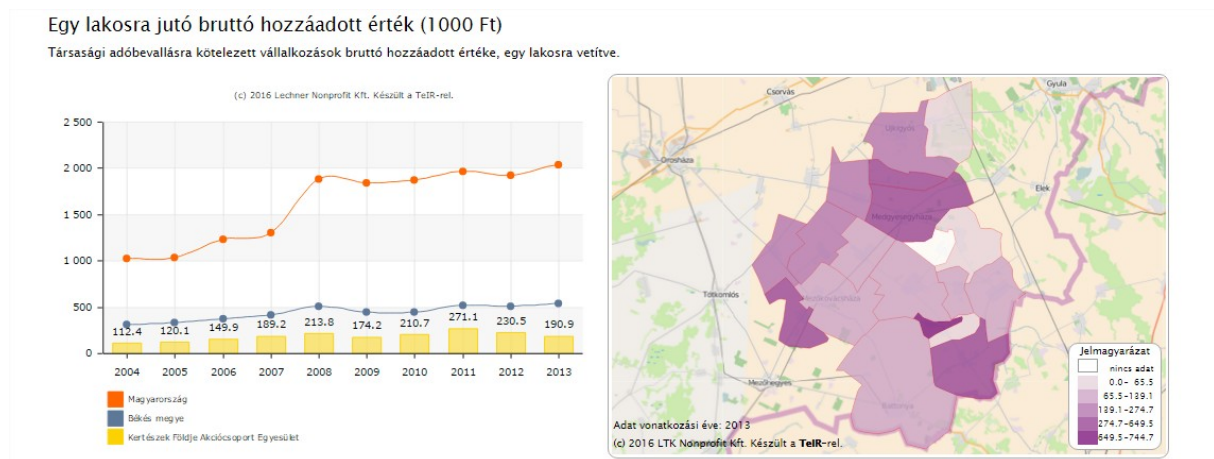 Egy lakosra jutó bruttó hozzáadott érték (1000 Ft)
Társasági adóbevallásra kötelezett vállalkozások bruttó hozzáadott értéke, egy lakosra vetítve.
(c) 2016 Lechner Nonprofit Kft. Készült a TeIR-rel.
2 500
2 000
1 500
1 000
500
0
112.4 120.1 149.9 189.2 213.8 174.2 210.7 271.1 230.5 190.9
2004 2005 2006 2007 2008 2009 2010 2011 2012 2013
Magyarország
Békés megye
Kertészek Földje Akciócsoport Egyesület
Csorvás
Gyula
Újkígyós
Orosháza
Elek
Medgyesegyháza
Tótkomlós
Mezőkovácsháza
Mezőhegyes
Battonya
Jelmagyarázat
nincs adat
0.0- 65.5
65.5-139.1
139.1-274.7
274.7-649.5
649.5-744.7
Adat vonatkozási éve: 2013
(c) 2016 LTK Nonprofit Kft. Készült a TeIR-rel.